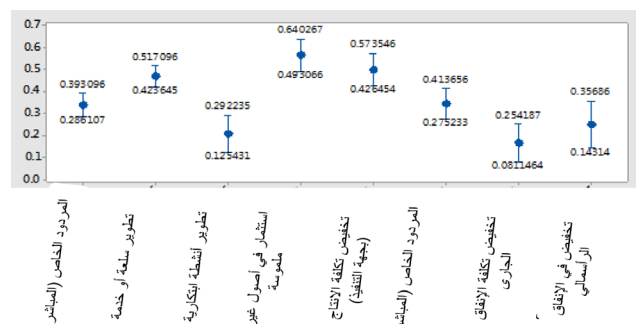 0.7
0.6
0.5
0.4
0.3
0.2
0.1
0.0
0.393096
0.286107
0.517096
0.423645
0.292235
0.125431
0.640267
0.493066
0.573546
0.426454
0.413656
0.275233
0.254187
0.0811464
0.35686
0.14314
المردود الخاص (المباشر
تطوير سلعة أو خدمة
تطوير أنشطة ابتكارية
استثمار في أصول غير
ملموسة
تخفيض تكلفة الانتاج
(بجهة التنفيذ)
المردود الخاص (المباشر
تخفيض تكلفة الإنفاق
الجارى
تخفيض في الإنفاق
الرأسمالي